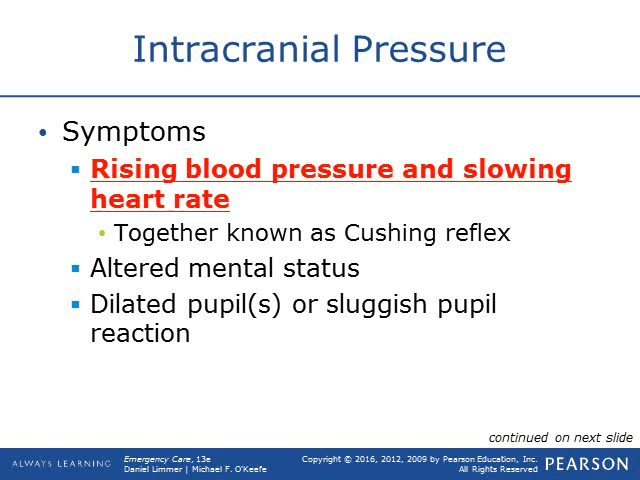 Intracranial Pressure
• Symptoms
▪ Rising blood pressure and slowing
heart rate
• Together known as Cushing reflex
▪ Altered mental status
▪ Dilated pupil(s) or sluggish pupil
reaction
continued on next slide
ALWAYS LEARNING
Emergency Care, 13e
Daniel Limmer | Michael F. O'Keefe
Copyright © 2016, 2012, 2009 by Pearson Education, Inc.
All Rights Reserved
PEARSON